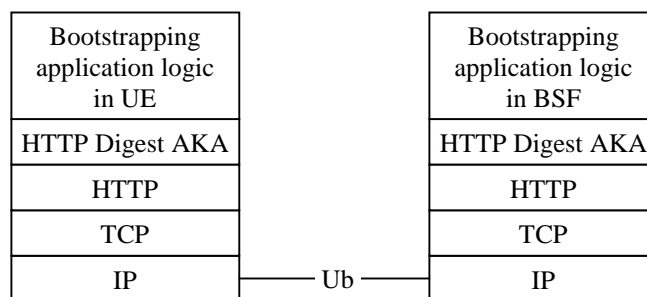 Bootstrapping
application logic
in UE
HTTP Digest AKA
HTTP
TCP
IP
Ub
Bootstrapping
application logic
in BSF
HTTP Digest AKA
HTTP
TCP
IP